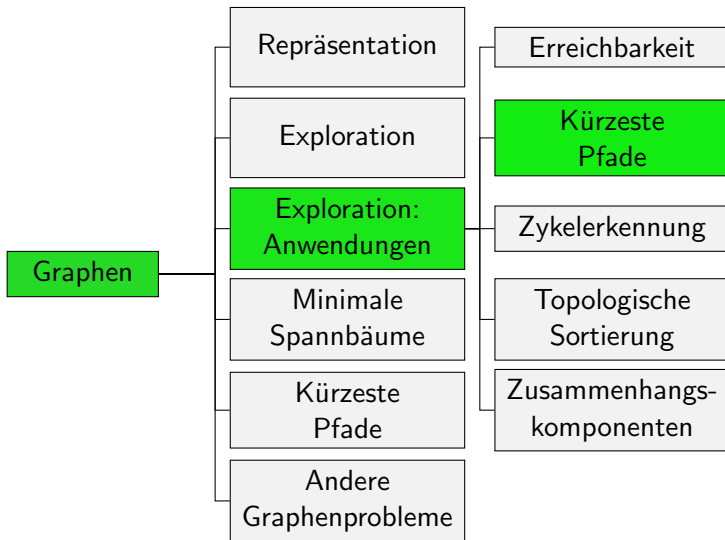 Graphen
Repräsentation
Exploration
Exploration:
Anwendungen
Minimale
Spannbäume
Kürzeste
Pfade
Andere
Graphenprobleme
Erreichbarkeit
Kürzeste
Pfade
Zykelerkennung
Topologische
Sortierung
Zusammenhangs-
komponenten